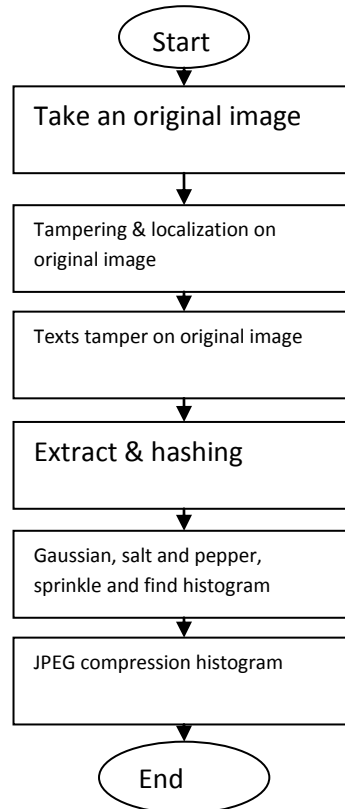 Start
Take an original image
Tampering & localization on
original image
Texts tamper on original image
Extract & hashing
Gaussian, salt and pepper,
sprinkle and find histogram
JPEG compression histogram
End